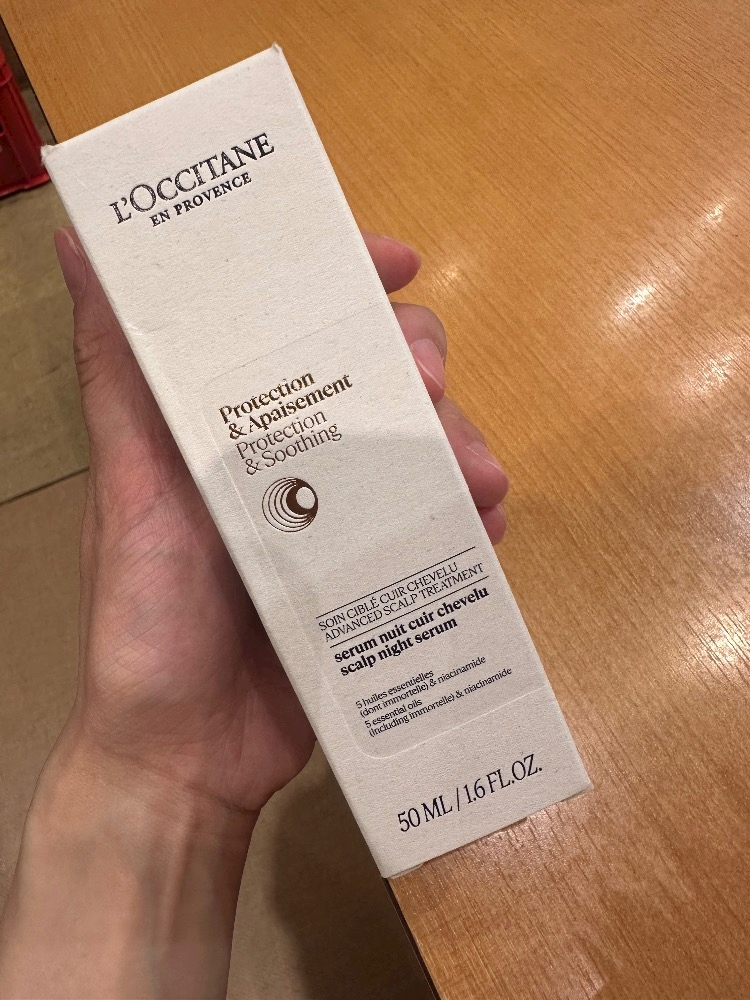 L'OCCITANE
EN PROVENCE
Protection
& Apaisement
Protection
& Soothing
SOIN CIBLÉ CUIR CHEVELU
ADVANCED SCALP TREATMENT
serum nuit cuir chevelu
scalp night serum
5 huiles essentielles
(dont immortelle) & niacinamide
5 essential oils
(including immortelle) & niacinamide
50 ML / 1.6 FL.OZ.